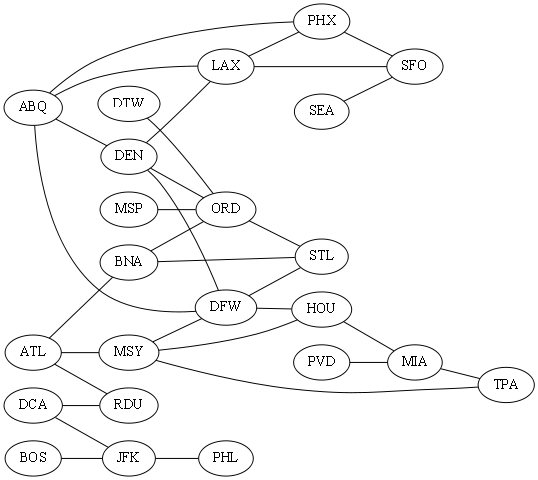 PHX
LAX
SFO
ABQ
DTW
SEA
DEN
MSP
ORD
BNA
STL
DFW
HOU
ATL
MSY
PVD
MIA
TPA
DCA
RDU
BOS
JFK
PHL